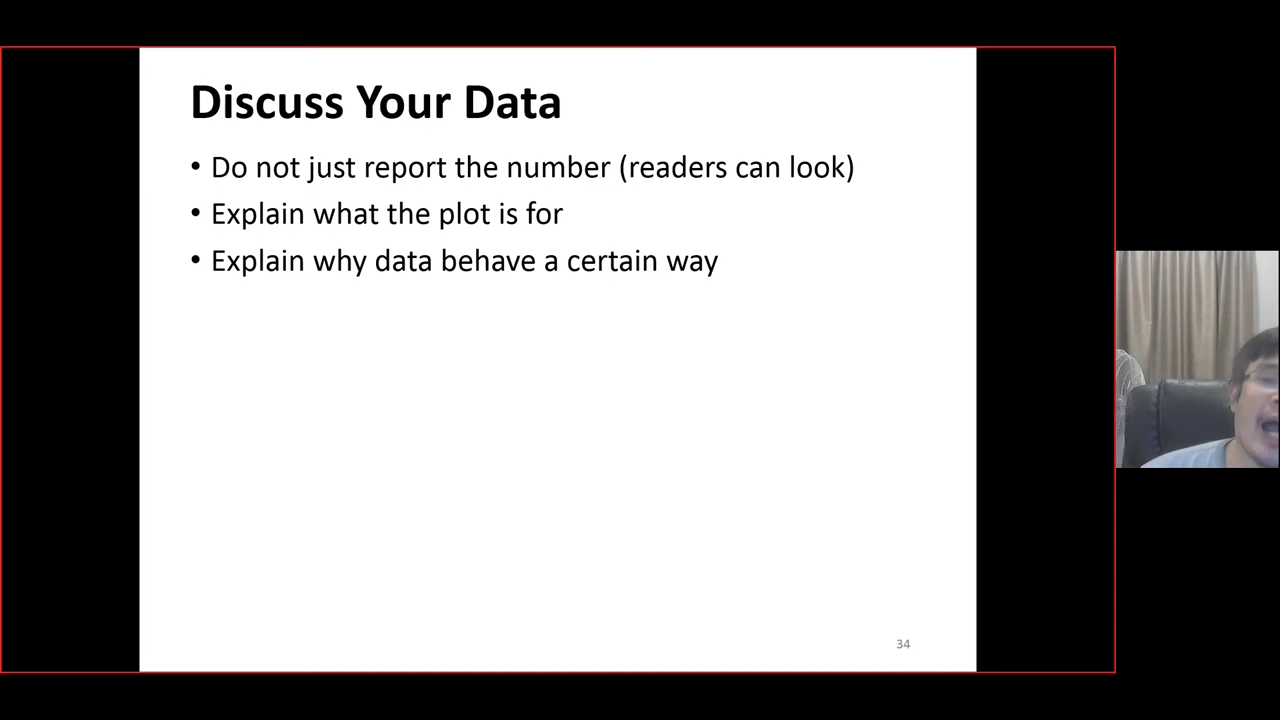 Discuss Your Data
• Do not just report the number (readers can look)
• Explain what the plot is for
• Explain why data behave a certain way
34